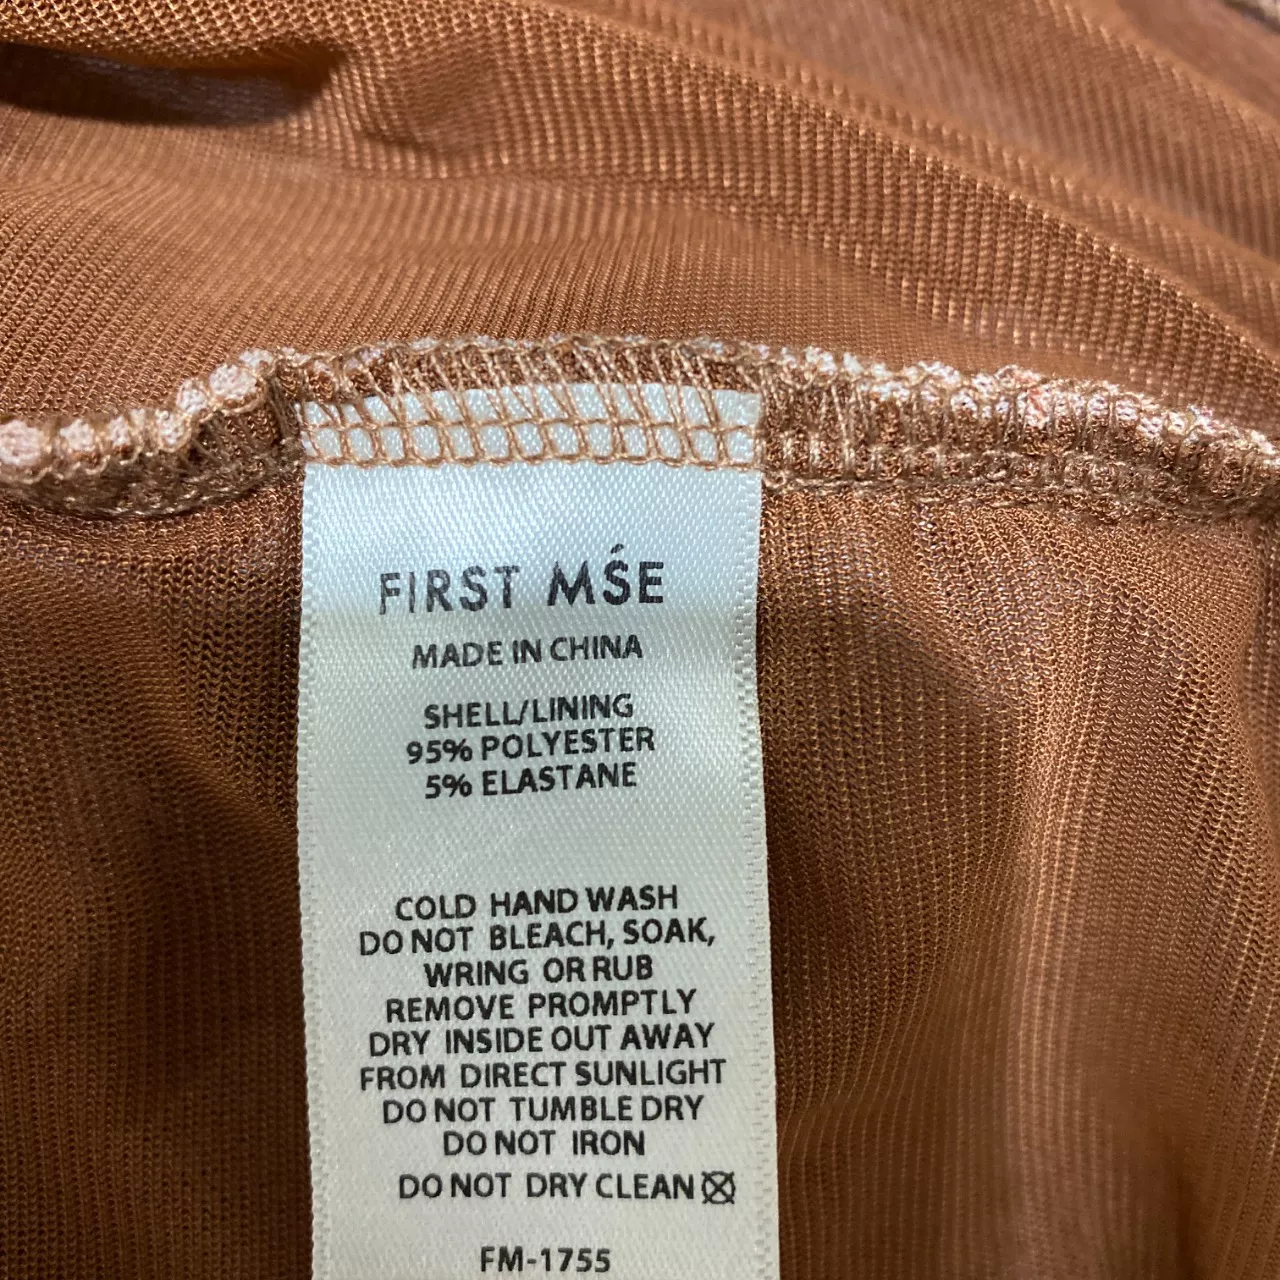 FIRST MŚE
MADE IN CHINA
SHELL/LINING
95% POLYESTER
5% ELASTANE
COLD HAND WASH
DO NOT BLEACH, SOAK,
WRING OR RUB
REMOVE PROMPTLY
DRY INSIDE OUT AWAY
FROM DIRECT SUNLIGHT
DO NOT TUMBLE DRY
DO NOT IRON
DO NOT DRY CLEAN
FM-1755